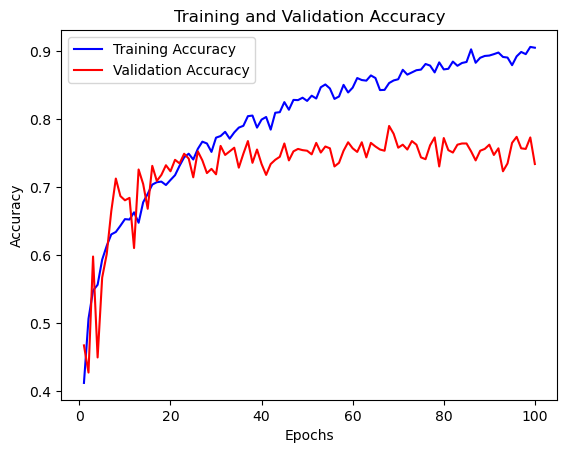 Training and Validation Accuracy
Training Accuracy
Validation Accuracy
0.9
0.8
0.7
0.6
0.5
0.4
Accuracy
0 20 40 60 80 100
Epochs